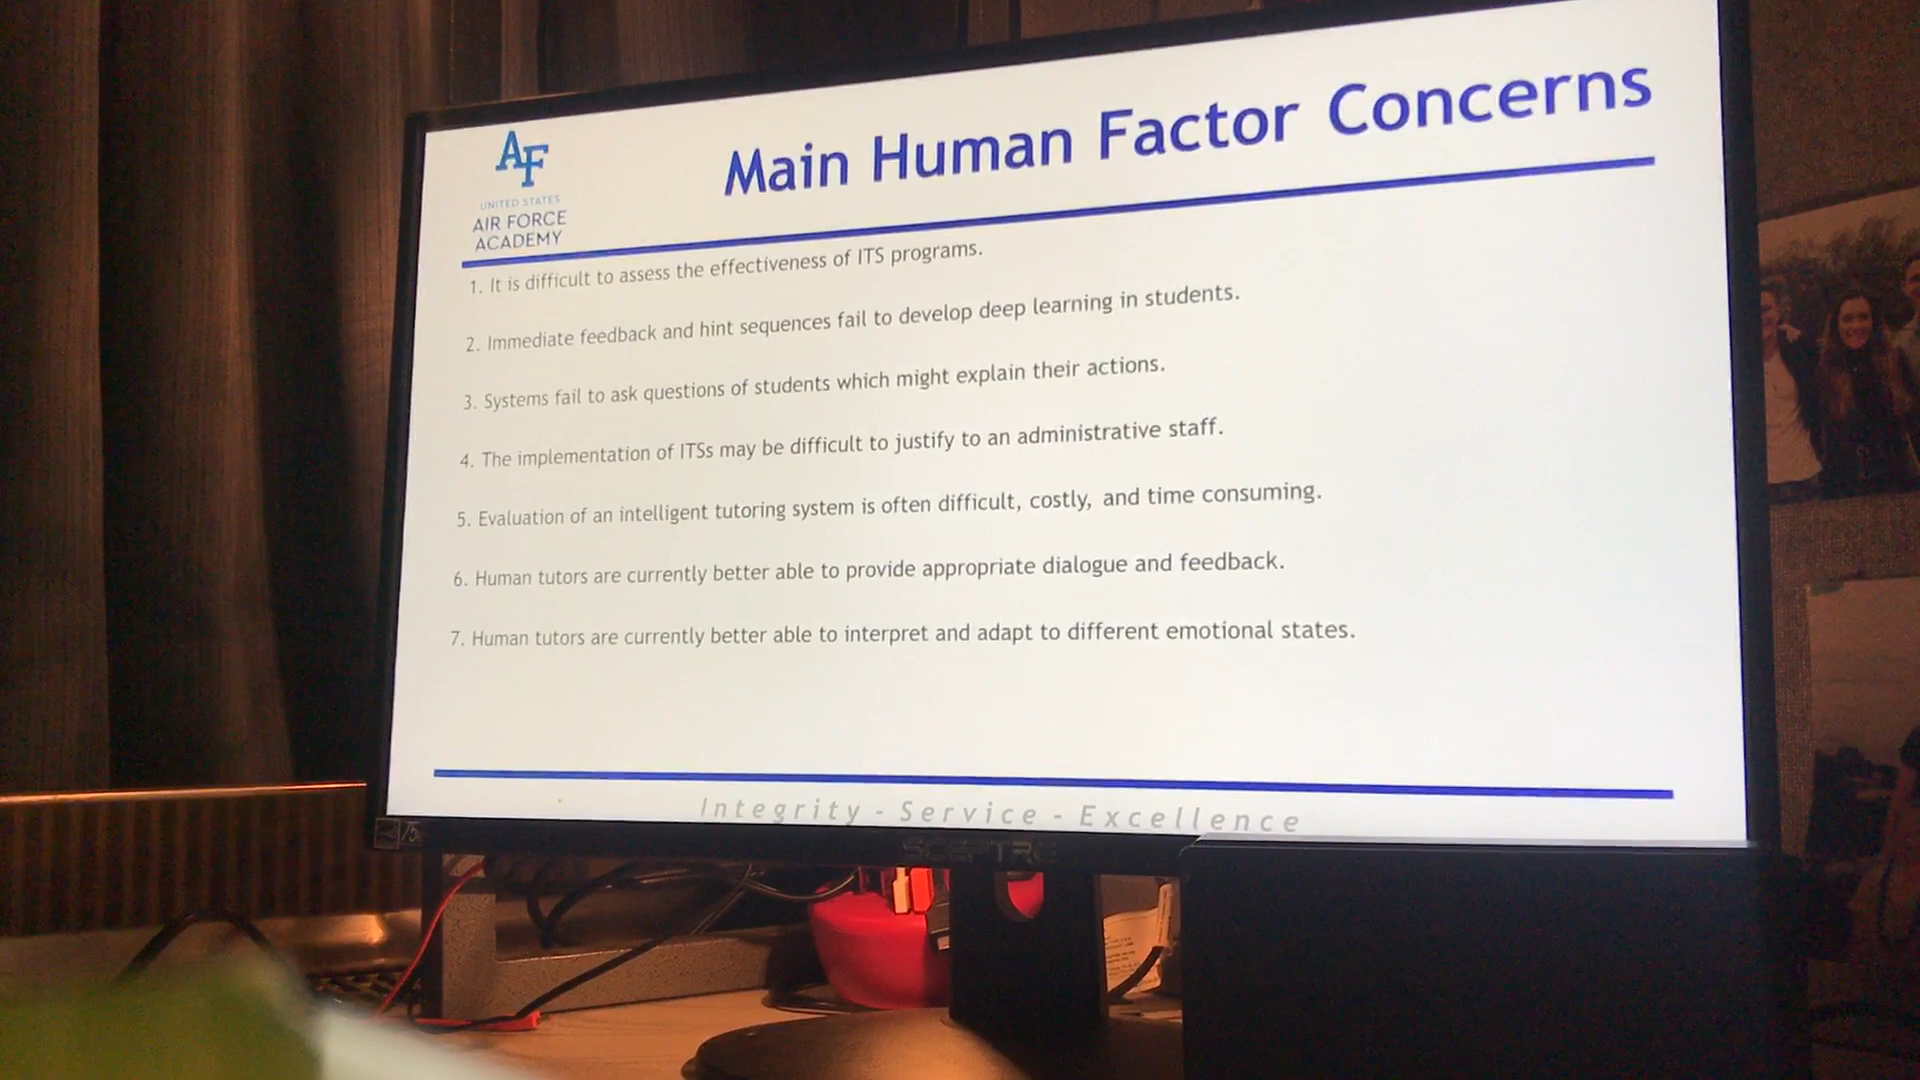 Main Human Factor Concerns
AF
UNITED STATES
AIR FORCE
ACADEMY
1. It is difficult to assess the effectiveness of ITS programs.
2. Immediate feedback and hint sequences fail to develop deep learning in students.
3. Systems fail to ask questions of students which might explain their actions.
4. The implementation of ITSs may be difficult to justify to an administrative staff.
5. Evaluation of an intelligent tutoring system is often difficult, costly, and time consuming.
6. Human tutors are currently better able to provide appropriate dialogue and feedback.
7. Human tutors are currently better able to interpret and adapt to different emotional states.
Integrity - Service - Excellence
SCEPTRE